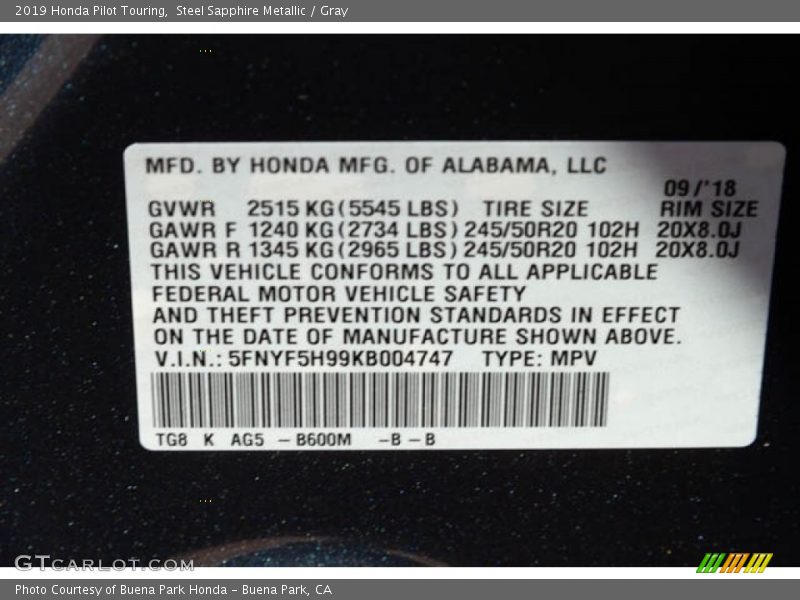 2019 Honda Pilot Touring,  Steel Sapphire Metallic / Gray
MFD. BY HONDA MFG. OF ALABAMA, LLC
09/'18
GVWR 2515 KG(5545 LBS) TIRE SIZE RIM SIZE
GAWR F 1240 KG(2734 LBS) 245/50R20 102H 20X8.0J
GAWR R 1345 KG(2965 LBS) 245/50R20 102H 20X8.0J
THIS VEHICLE CONFORMS TO ALL APPLICABLE
FEDERAL MOTOR VEHICLE SAFETY
AND THEFT PREVENTION STANDARDS IN EFFECT
ON THE DATE OF MANUFACTURE SHOWN ABOVE.
V.I.N.: 5FNYF5H99KB004747 TYPE: MPV
TG8 K AG5 – B600M –B – B
GTCARLOT.COM
Photo Courtesy of Buena Park Honda – Buena Park, CA